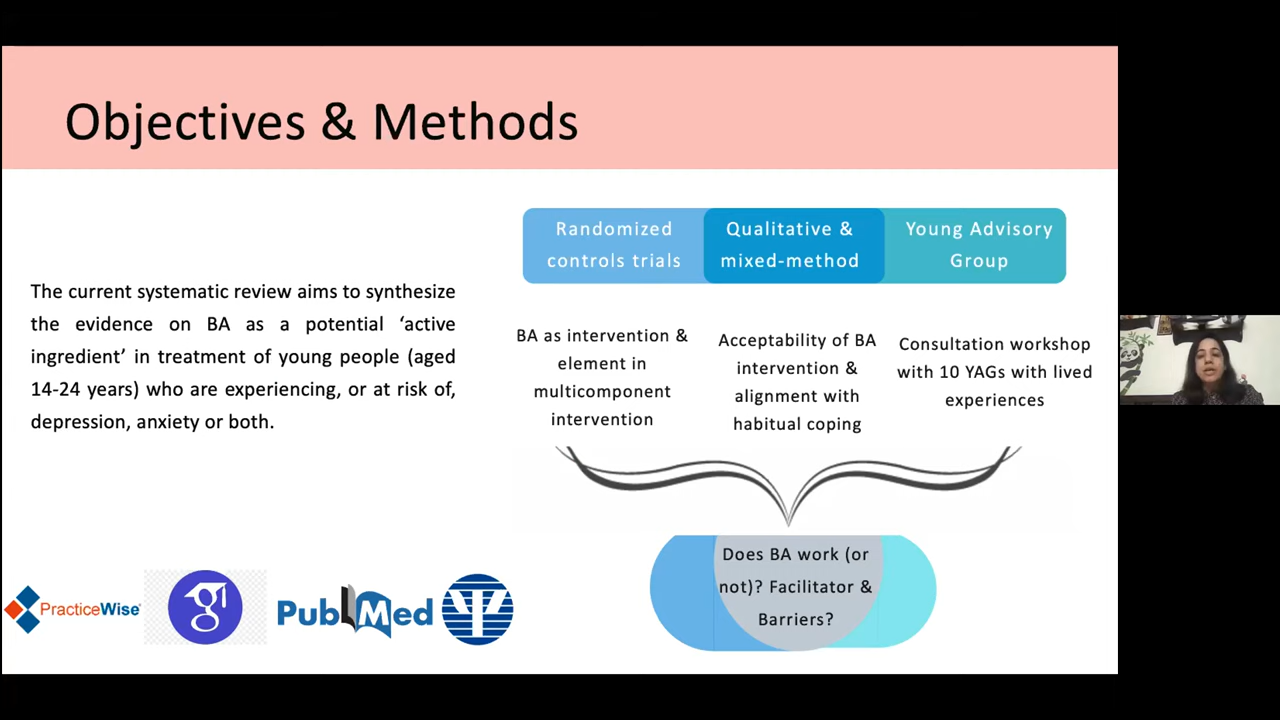 Objectives & Methods
The current systematic review aims to synthesize
the evidence on BA as a potential ‘active
ingredient’ in treatment of young people (aged
14-24 years) who are experiencing, or at risk of,
depression, anxiety or both.
Randomized
controls trials
Qualitative &
mixed-method
Young Advisory
Group
BA as intervention &
element in
multicomponent
intervention
Acceptability of BA
intervention &
alignment with
habitual coping
Consultation workshop
with 10 YAGs with lived
experiences
Does BA work (or
not)? Facilitator &
Barriers?
PracticeWise
g
PubMed
Ψ